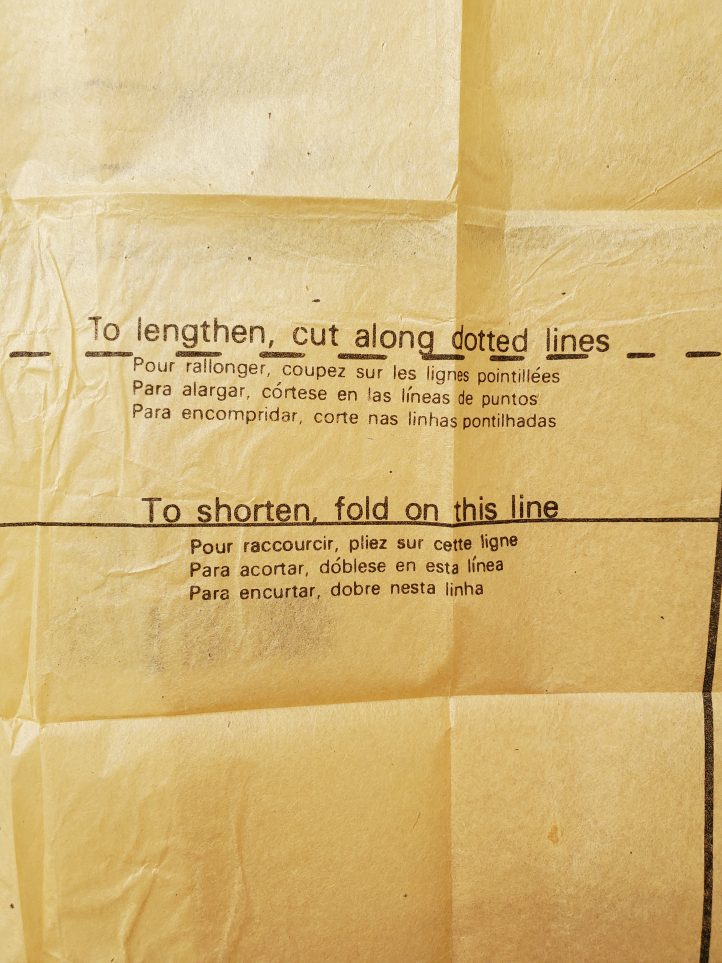 To lengthen, cut along dotted lines
Pour rallonger, coupez sur les lignes pointillées
Para alargar, córtese en las líneas de puntos
Para encompridar, corte nas linhas pontilhadas
To shorten, fold on this line
Pour raccourcir, pliez sur cette ligne
Para acortar, dóblese en esta línea
Para encurtar, dobre nesta linha